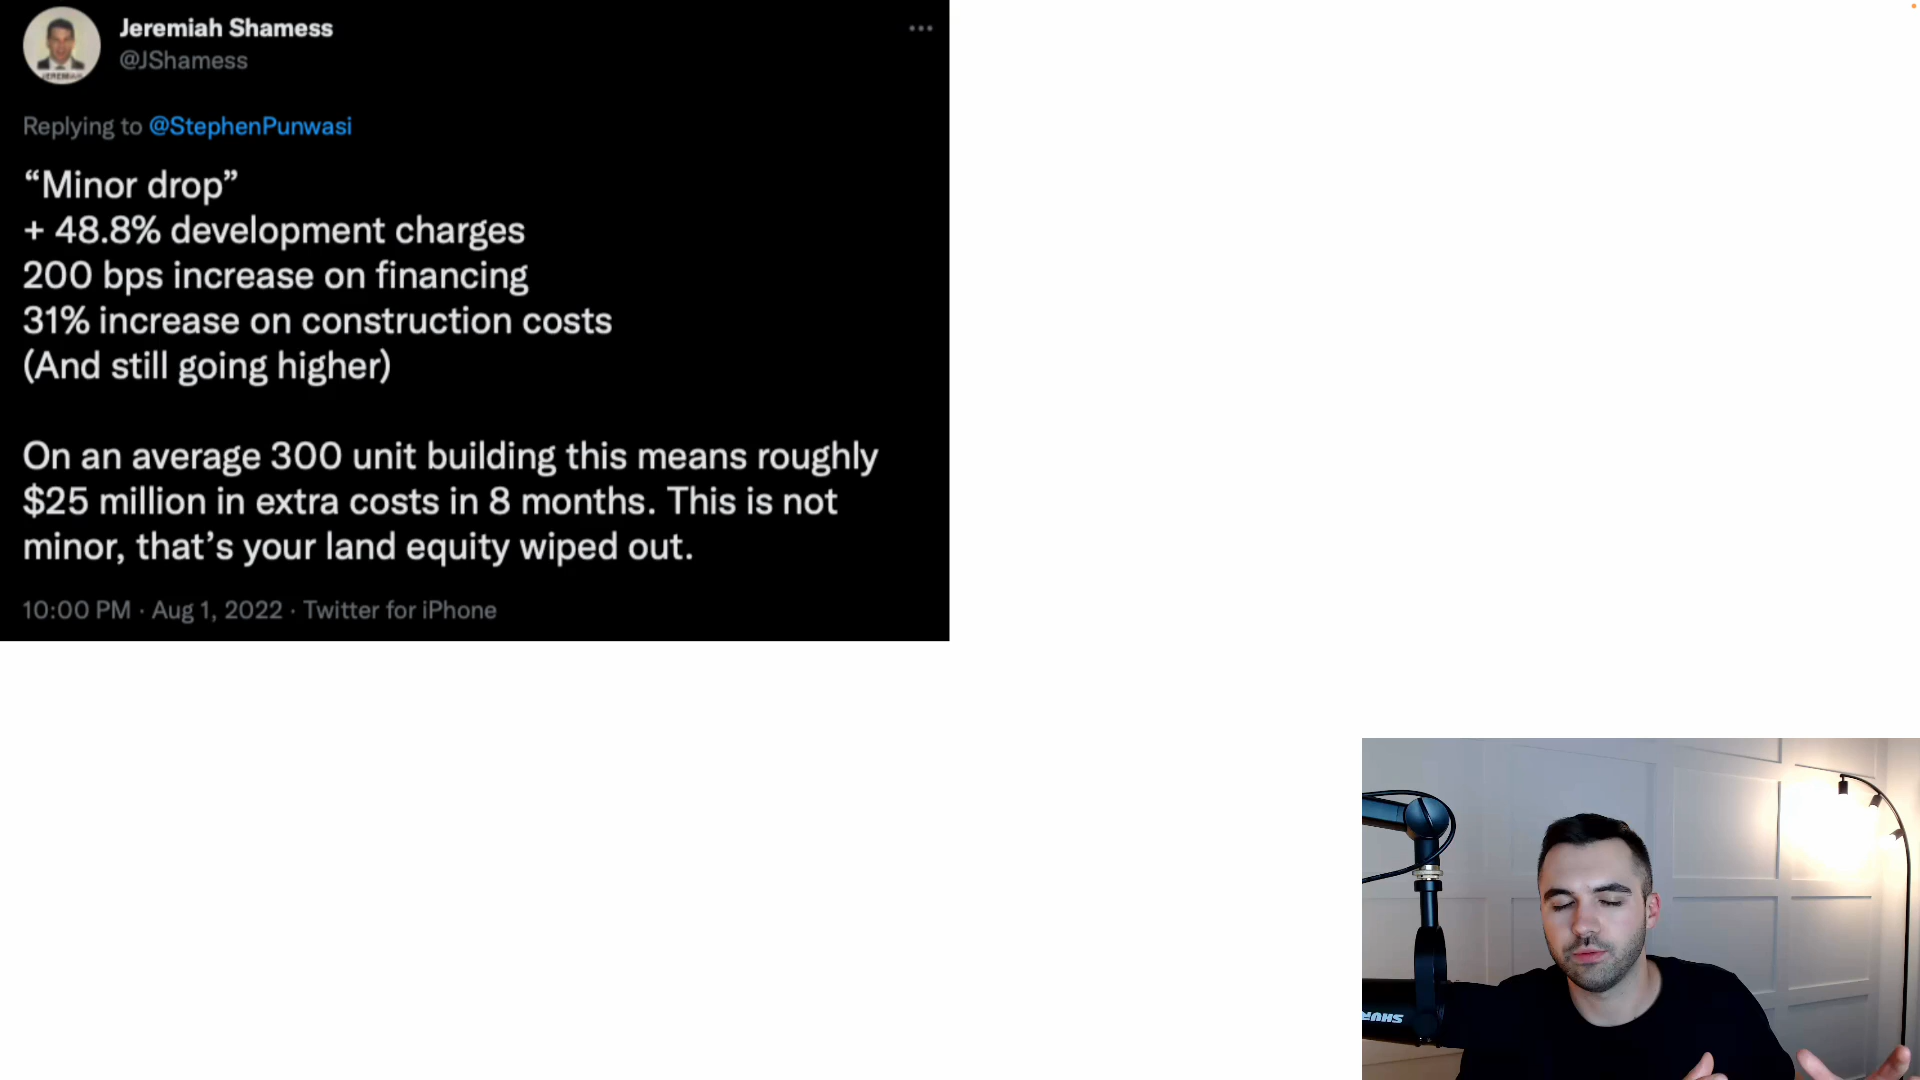 Jeremiah Shamess
@JShamess
Replying to @StephenPunwasi
“Minor drop”
+ 48.8% development charges
200 bps increase on financing
31% increase on construction costs
(And still going higher)
On an average 300 unit building this means roughly
$25 million in extra costs in 8 months. This is not
minor, that’s your land equity wiped out.
10:00 PM · Aug 1, 2022 · Twitter for iPhone
JEREMIAH
SHURE